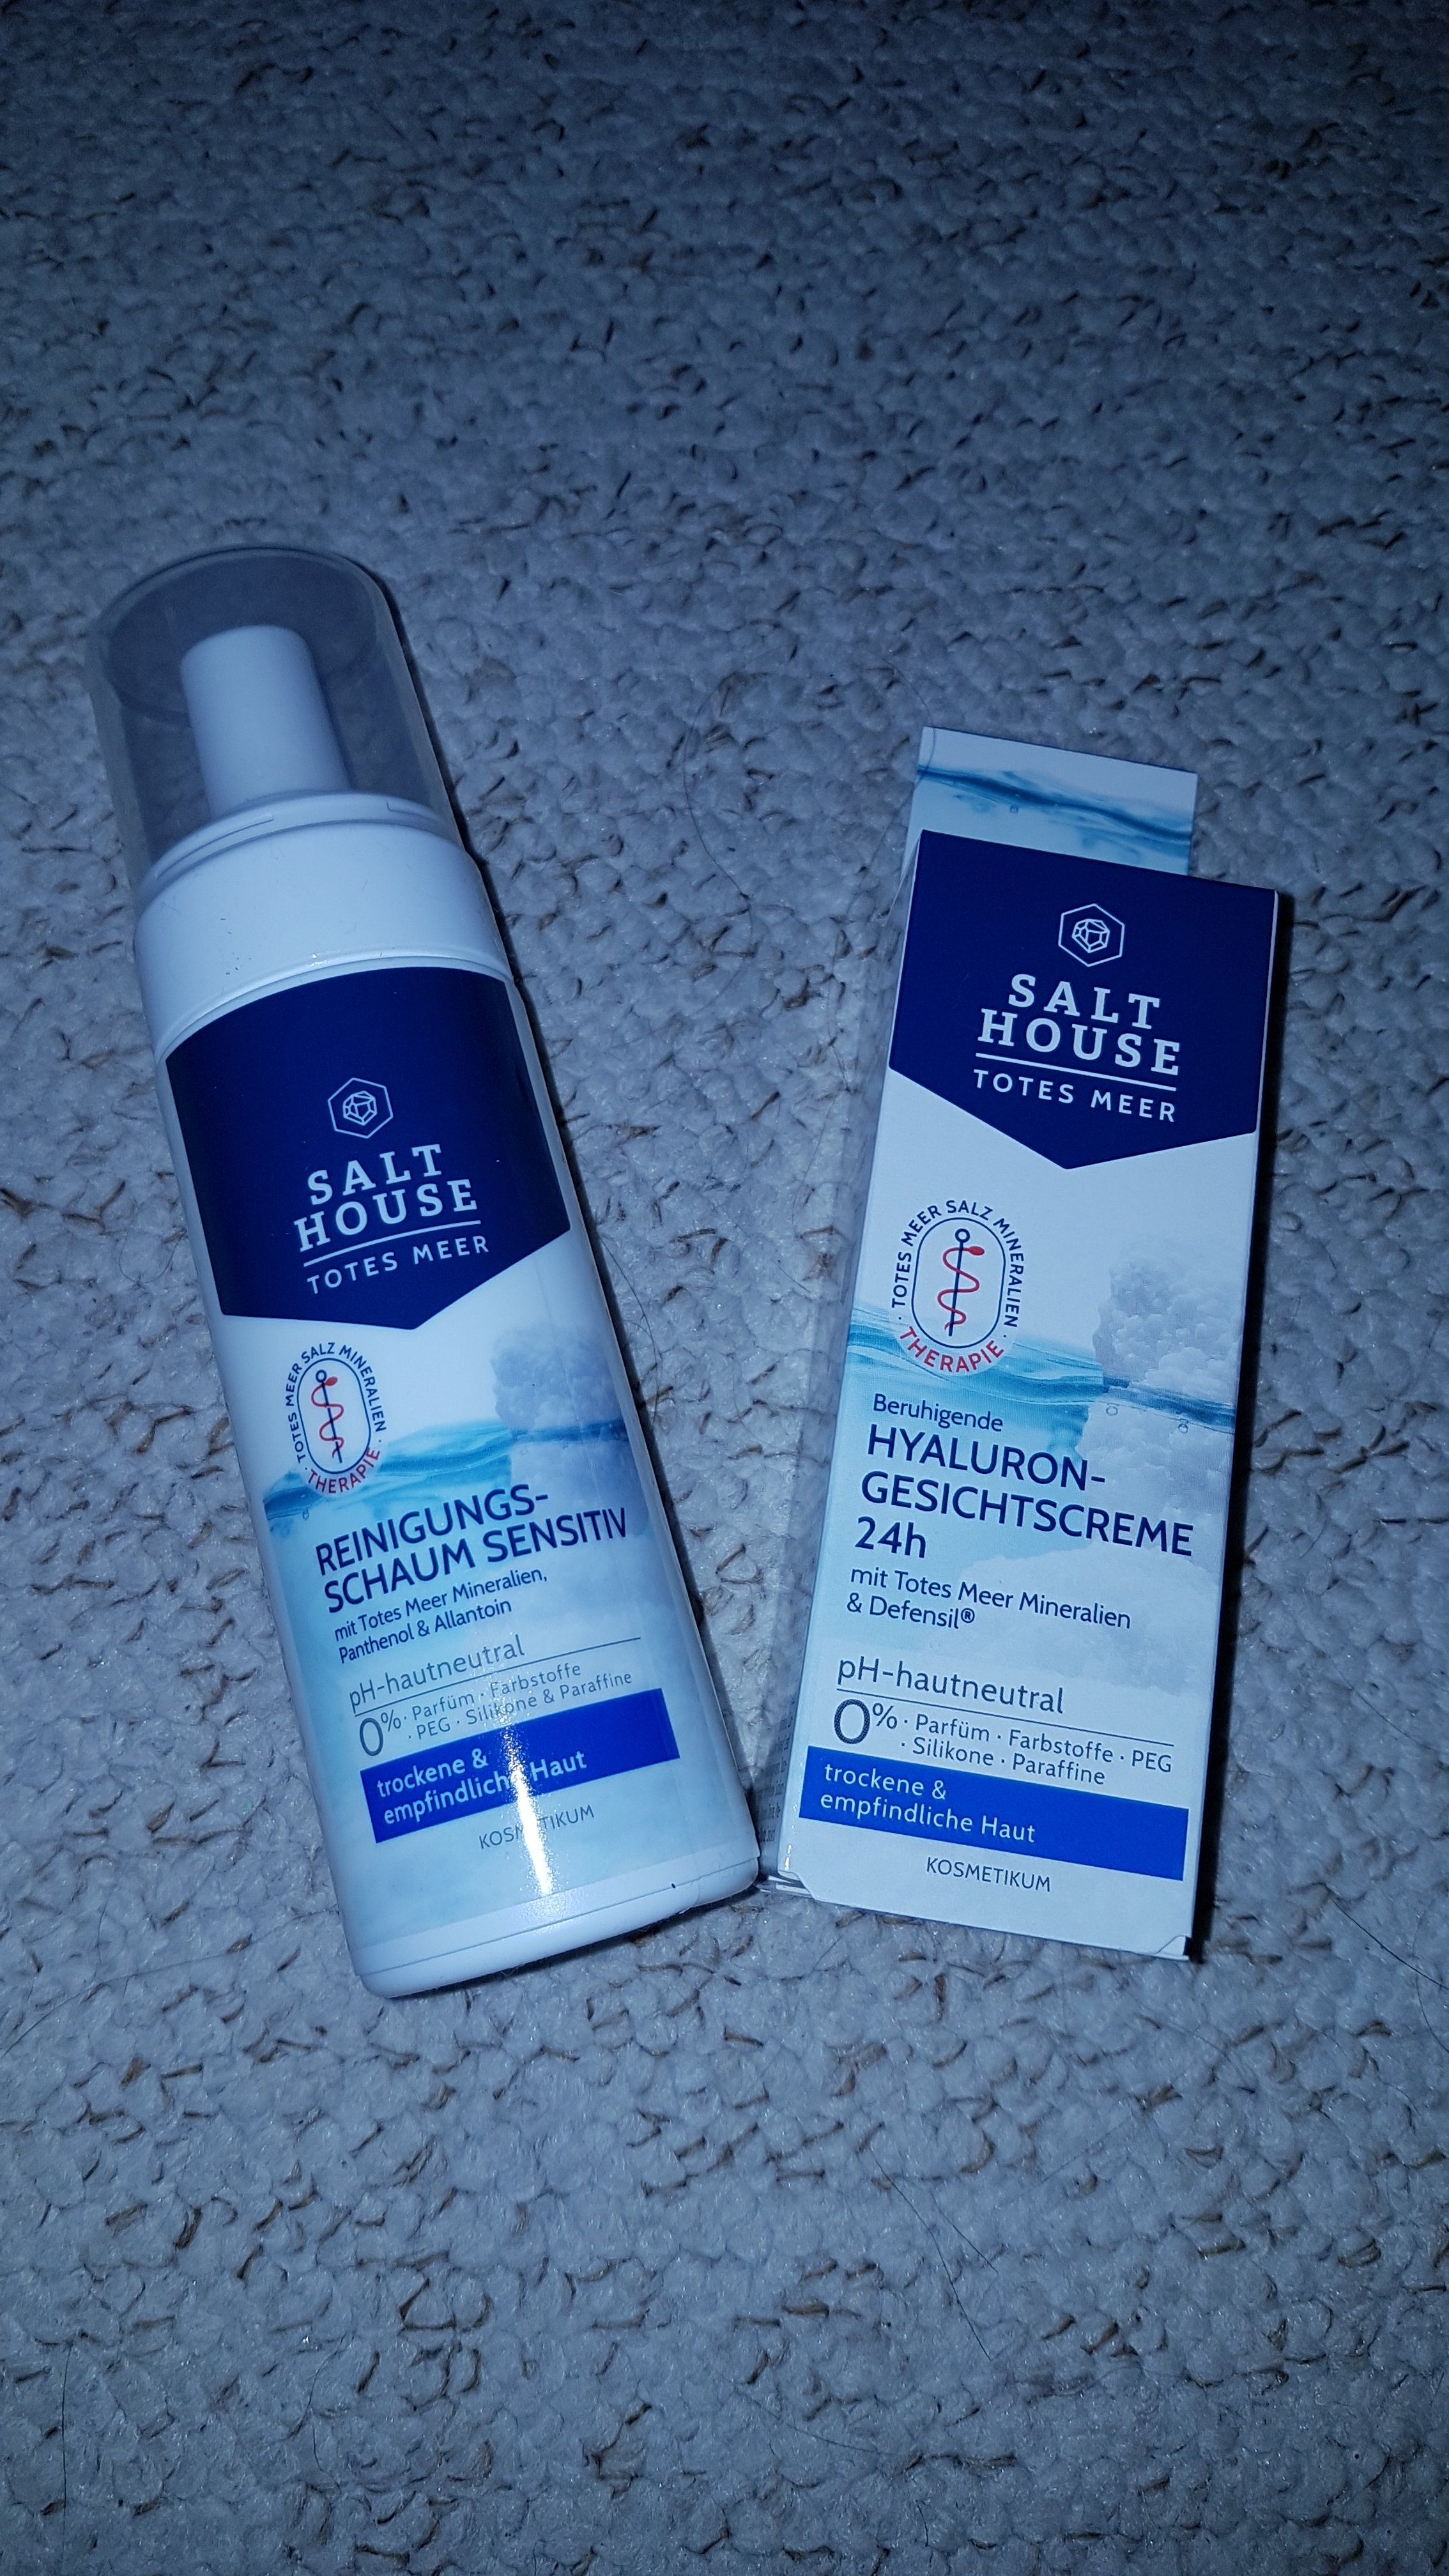 SALT
HOUSE
TOTES MEER
· TOTES MEER SALZ MINERALIEN ·
THERAPIE
REINIGUNGS-
SCHAUM SENSITIV
mit Totes Meer Mineralien,
Panthenol & Allantoin
pH-hautneutral
0% · Parfüm · Farbstoffe
· PEG · Silikone & Paraffine
trockene &
empfindliche Haut
KOSMETIKUM
SALT
HOUSE
TOTES MEER
· TOTES MEER SALZ MINERALIEN ·
THERAPIE
Beruhigende
HYALURON-
GESICHTSCREME
24h
mit Totes Meer Mineralien
& Defensil®
pH-hautneutral
0% · Parfüm · Farbstoffe · PEG
· Silikone · Paraffine
trockene &
empfindliche Haut
KOSMETIKUM